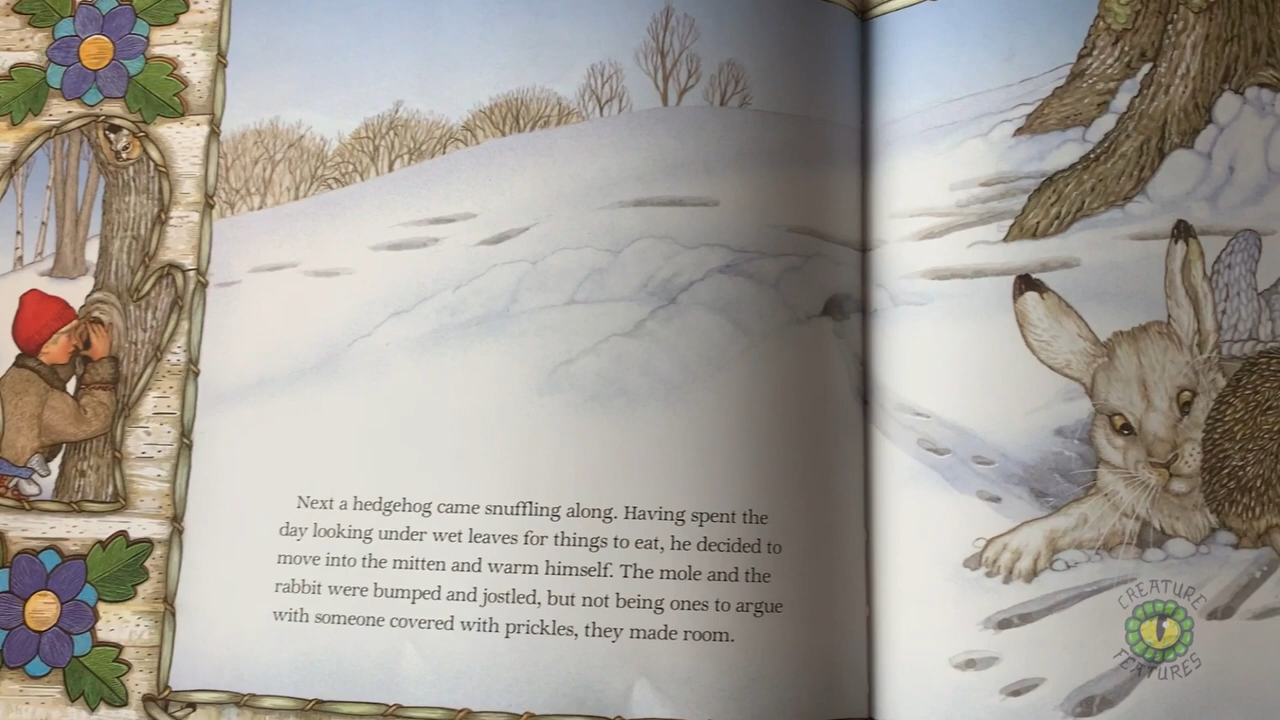 Next a hedgehog came snuffling along. Having spent the
day looking under wet leaves for things to eat, he decided to
move into the mitten and warm himself. The mole and the
rabbit were bumped and jostled, but not being ones to argue
with someone covered with prickles, they made room.
CREATURE
FEATURES